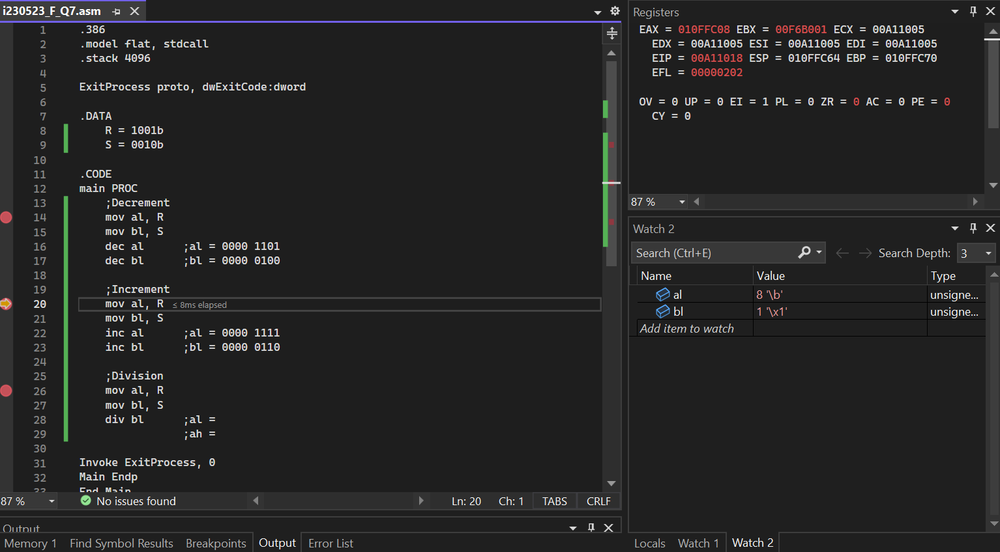 i230523_F_Q7.asm
1 .386
2 .model flat, stdcall
3 .stack 4096
4
5 ExitProcess proto, dwExitCode:dword
6
7 .DATA
8 R = 1001b
9 S = 0010b
10
11 .CODE
12 main PROC
13 ;Decrement
14 mov al, R
15 mov bl, S
16 dec al ;al = 0000 1101
17 dec bl ;bl = 0000 0100
18
19 ;Increment
20 mov al, R ≤ 8ms elapsed
21 mov bl, S
22 inc al ;al = 0000 1111
23 inc bl ;bl = 0000 0110
24
25 ;Division
26 mov al, R
27 mov bl, S
28 div bl ;al =
29 ;ah =
30
31 Invoke ExitProcess, 0
32 Main Endp
33 End Main
87 % No issues found Ln: 20 Ch: 1 TABS CRLF
Output
Memory 1 Find Symbol Results Breakpoints Output Error List
Registers
EAX = 010FFC08 EBX = 00F6B001 ECX = 00A11005
EDX = 00A11005 ESI = 00A11005 EDI = 00A11005
EIP = 00A11018 ESP = 010FFC64 EBP = 010FFC70
EFL = 00000202
OV = 0 UP = 0 EI = 1 PL = 0 ZR = 0 AC = 0 PE = 0
CY = 0
87 %
Watch 2
Search (Ctrl+E) Search Depth: 3
Name Value Type
al 8 '\b' unsigne...
bl 1 '\x1' unsigne...
Add item to watch
Locals Watch 1 Watch 2